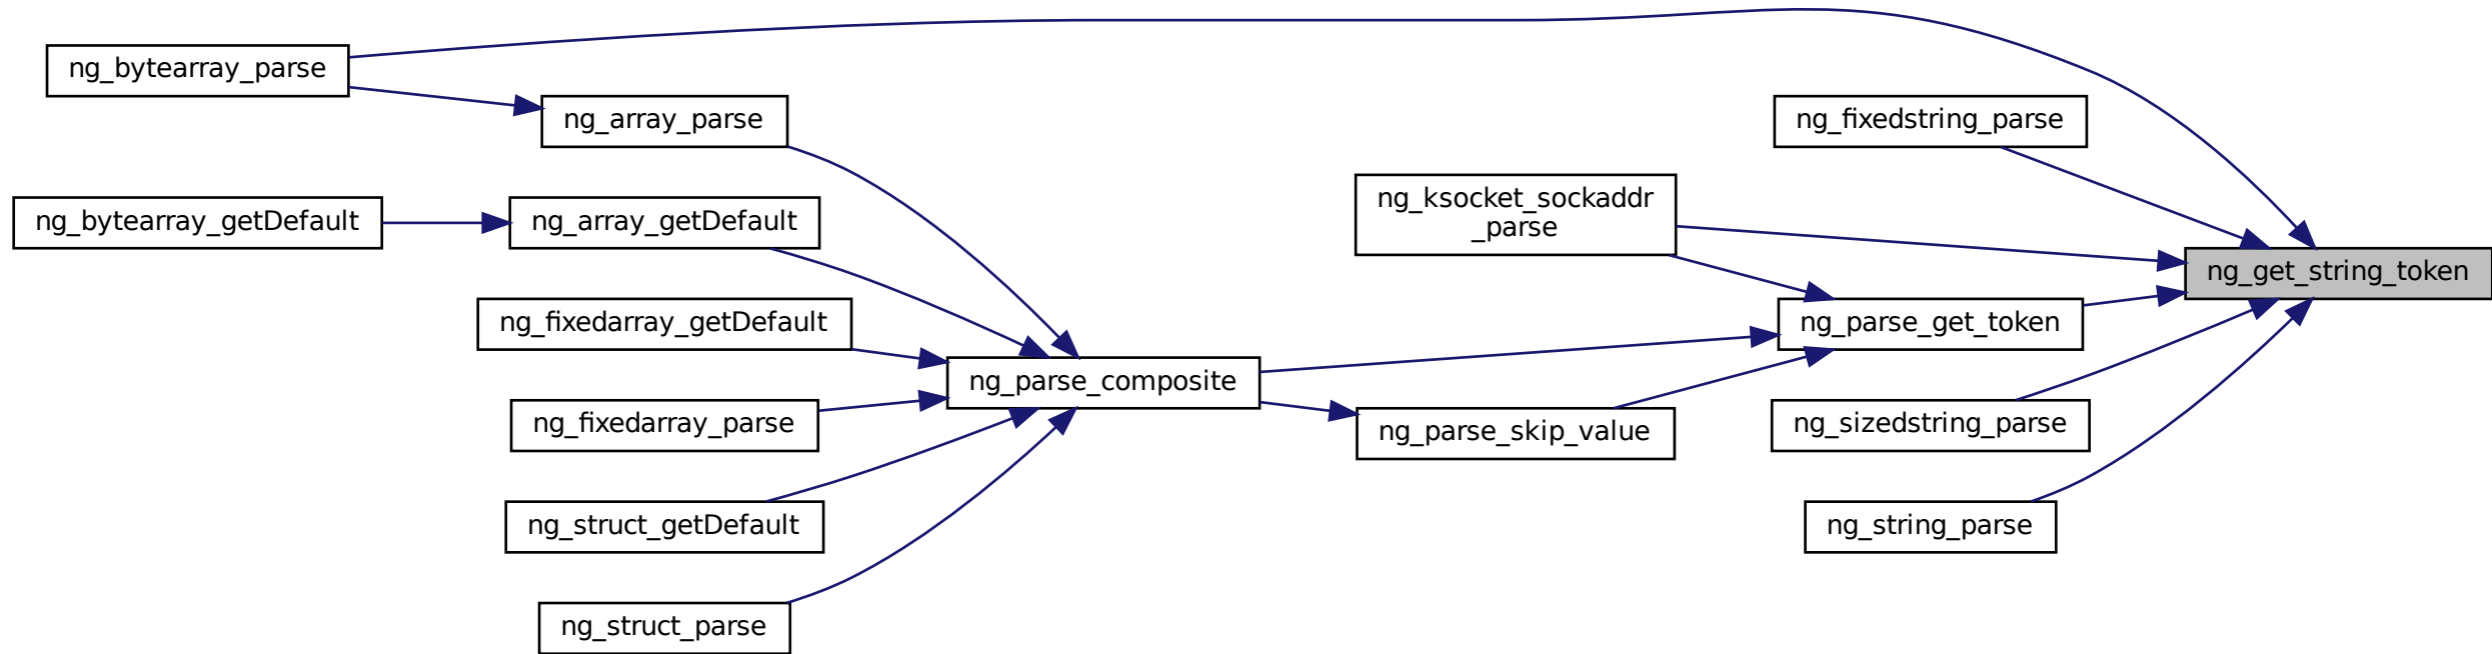 ng_bytearray_parse
ng_array_parse
ng_fixedstring_parse
ng_ksocket_sockaddr
_parse
ng_bytearray_getDefault
ng_array_getDefault
ng_get_string_token
ng_fixedarray_getDefault
ng_parse_get_token
ng_parse_composite
ng_fixedarray_parse
ng_parse_skip_value
ng_sizedstring_parse
ng_struct_getDefault
ng_string_parse
ng_struct_parse